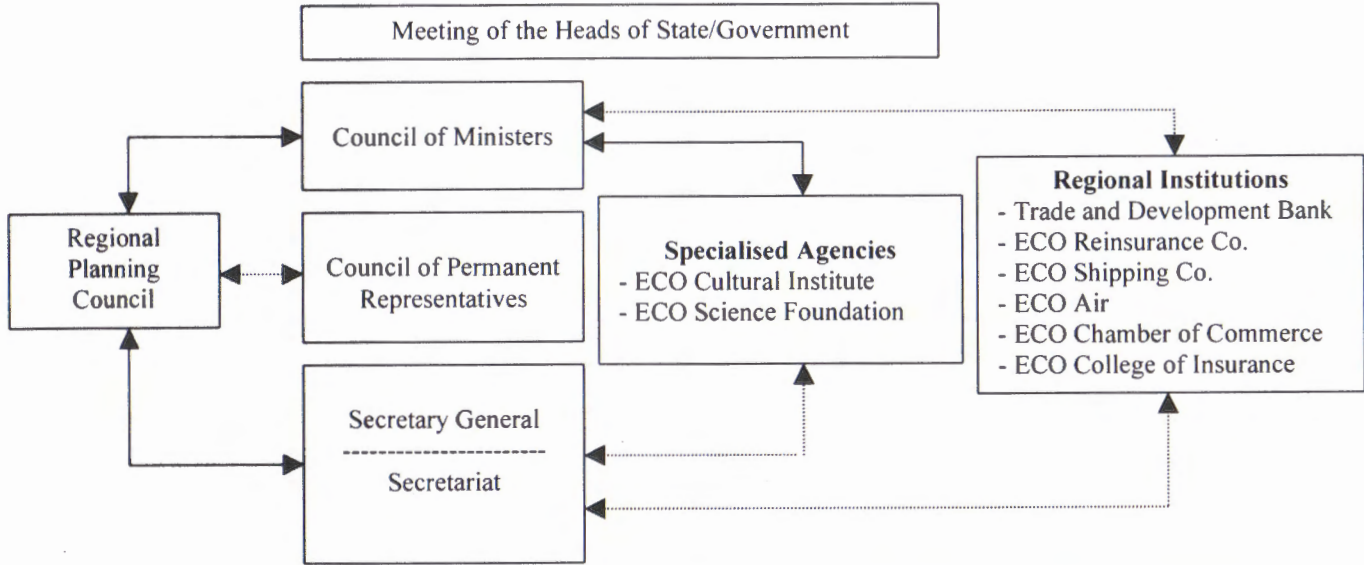 Meeting of the Heads of State/Government
Council of Ministers
Regional
Planning
Council
Council of Permanent
Representatives
Specialised Agencies
- ECO Cultural Institute
- ECO Science Foundation
Regional Institutions
- Trade and Development Bank
- ECO Reinsurance Co.
- ECO Shipping Co.
- ECO Air
- ECO Chamber of Commerce
- ECO College of Insurance
Secretary General
Secretariat